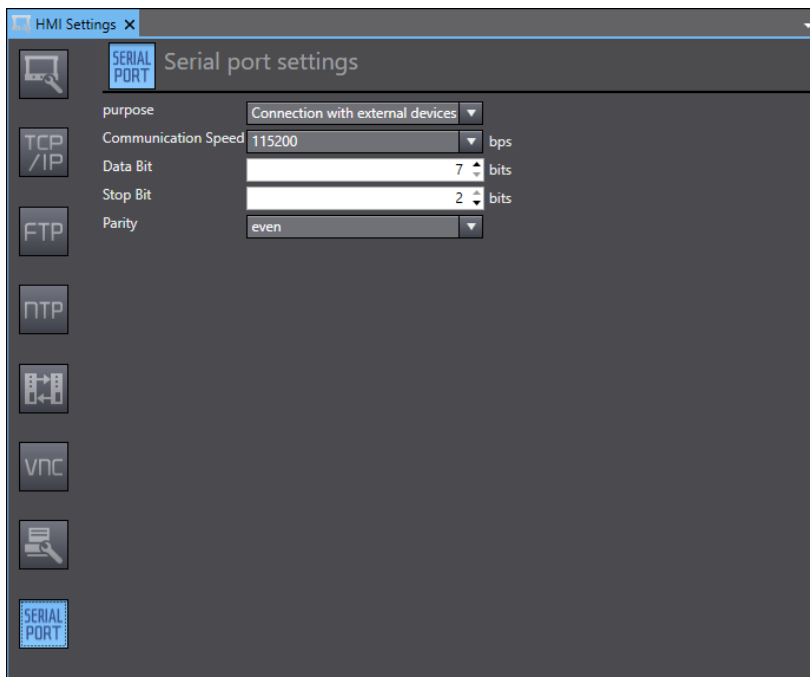 HMI Settings
SERIAL PORT Serial port settings
purpose Connection with external devices
Communication Speed 115200 bps
Data Bit 7 bits
Stop Bit 2 bits
Parity even
TCP
/IP
FTP
NTP
VNC
SERIAL
PORT